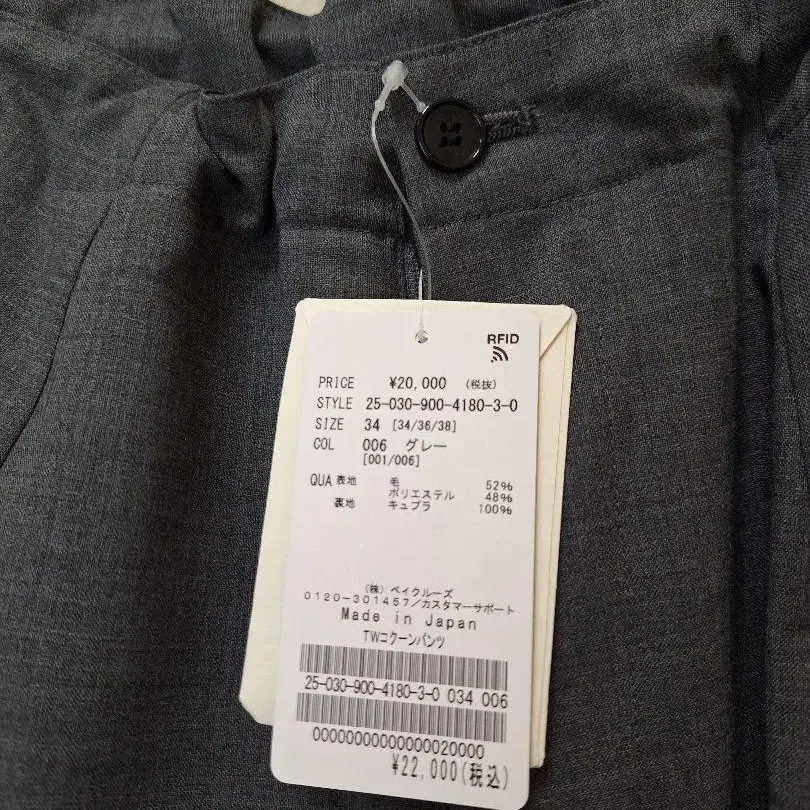 RFID
PRICE ¥20,000 (税抜)
STYLE 25-030-900-4180-3-0
SIZE 34 [34/36/38]
COL 006 グレー
[001/006]
QUA 表地 毛 52%
ポリエステル 48%
裏地 キュプラ 100%
(株) ベイクルーズ
0120-301457/カスタマーサポート
Made in Japan
TWコクーンパンツ
25-030-900-4180-3-0 034 006
00000000000000020000
¥22,000(税込)